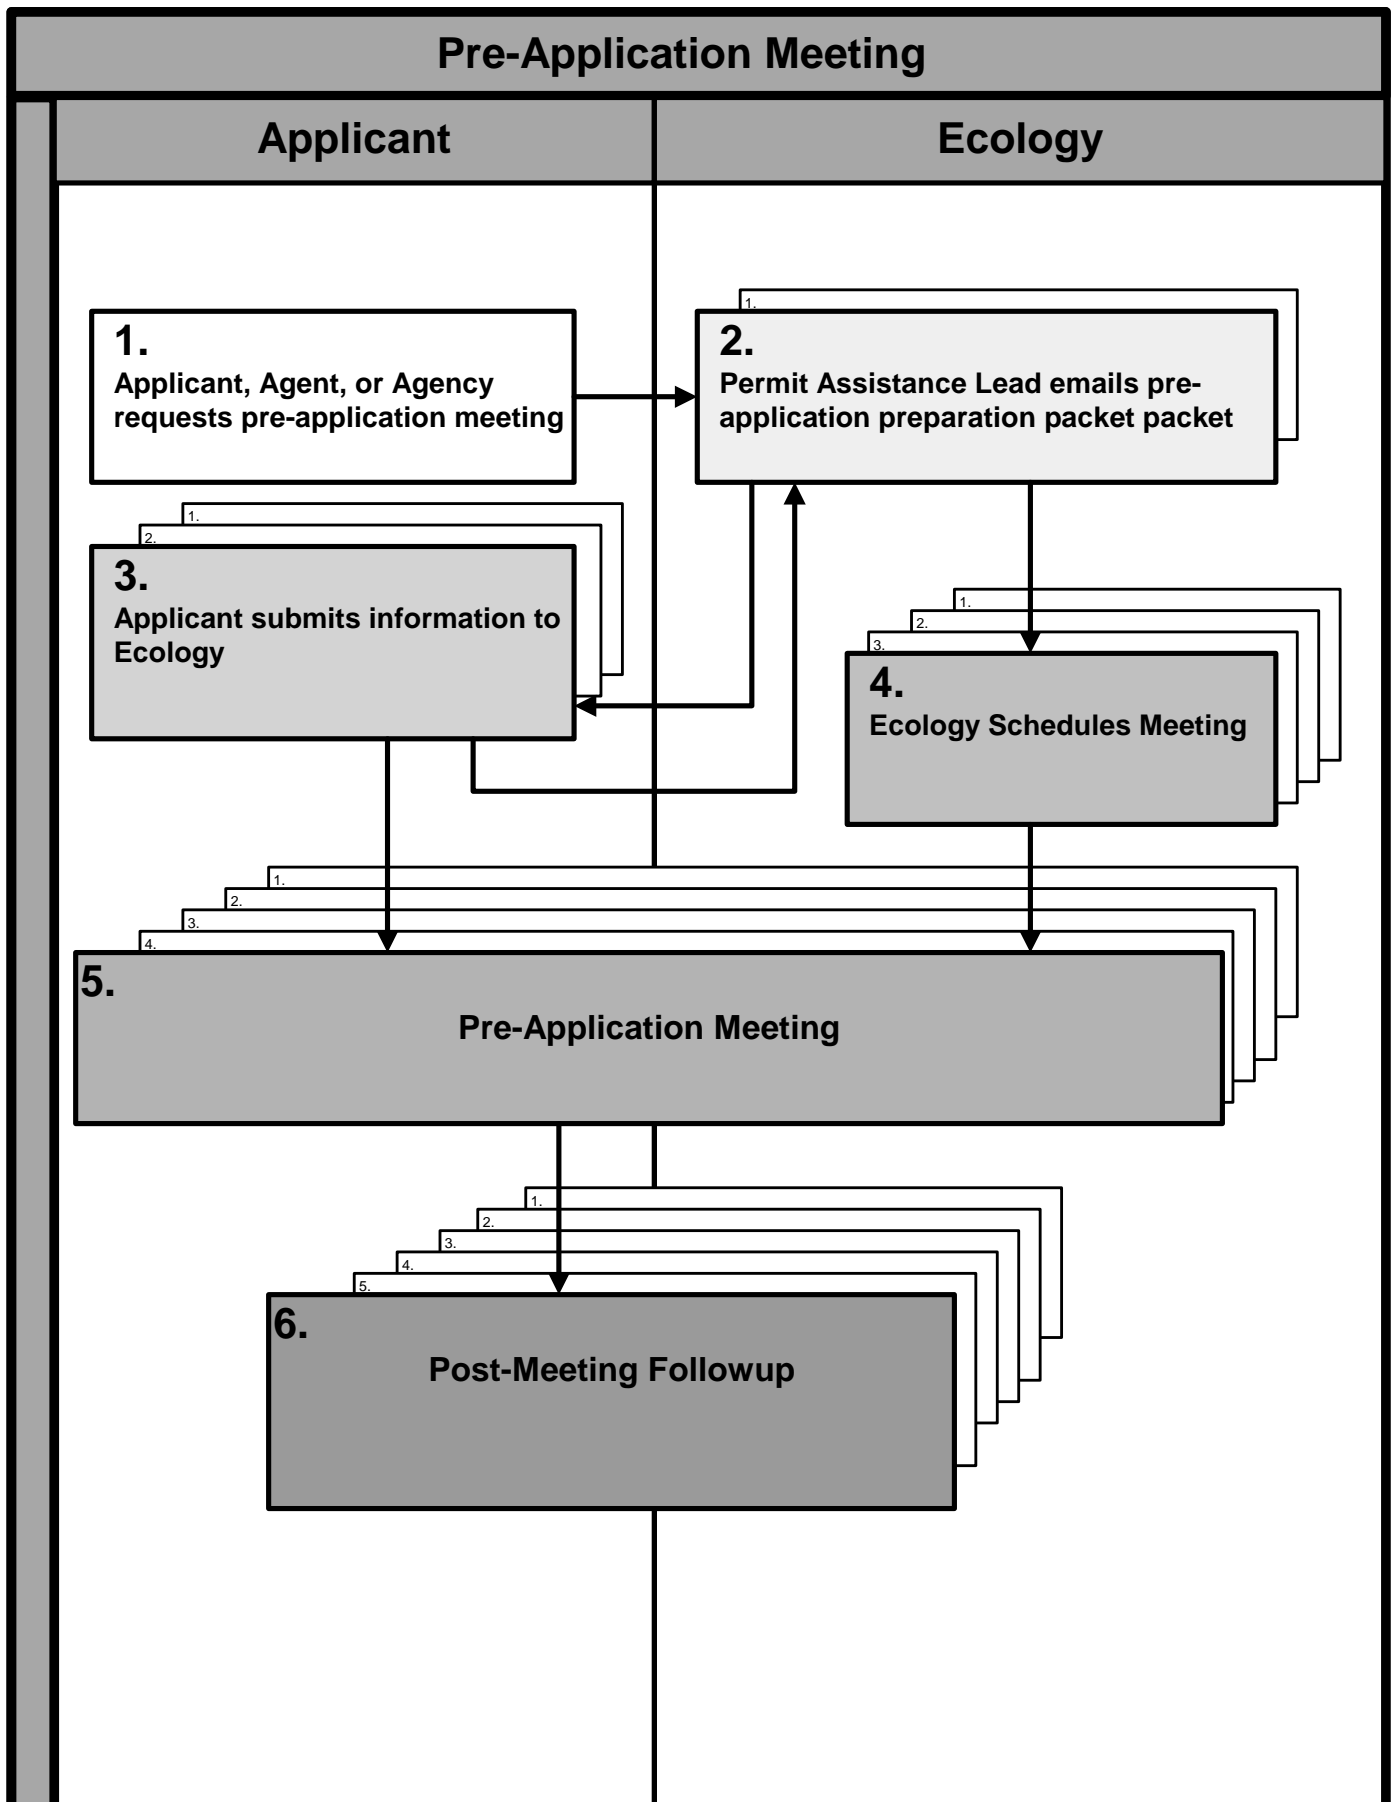 Pre-Application Meeting
Applicant
Ecology
1.
Applicant, Agent, or Agency
requests pre-application meeting
1.
2.
Permit Assistance Lead emails pre-
application preparation packet packet
1.
2.
3.
Applicant submits information to
Ecology
1.
2.
3.
4.
Ecology Schedules Meeting
1.
2.
3.
4.
5.
Pre-Application Meeting
1.
2.
3.
4.
5.
6.
Post-Meeting Followup